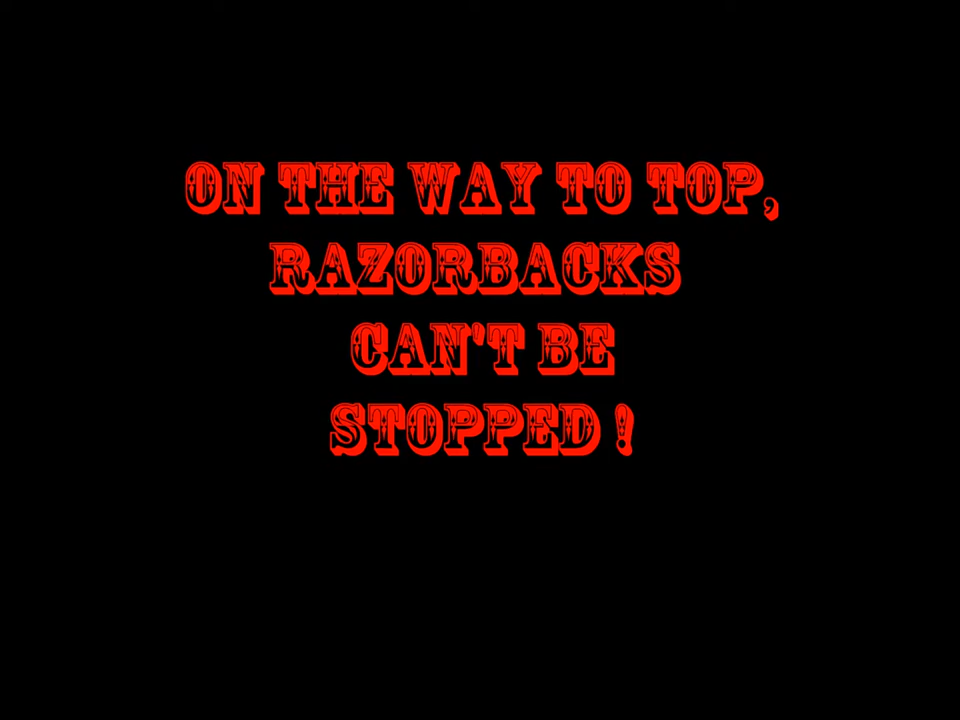 ON THE WAY TO TOP,
RAZORBACKS
CAN'T BE
STOPPED !